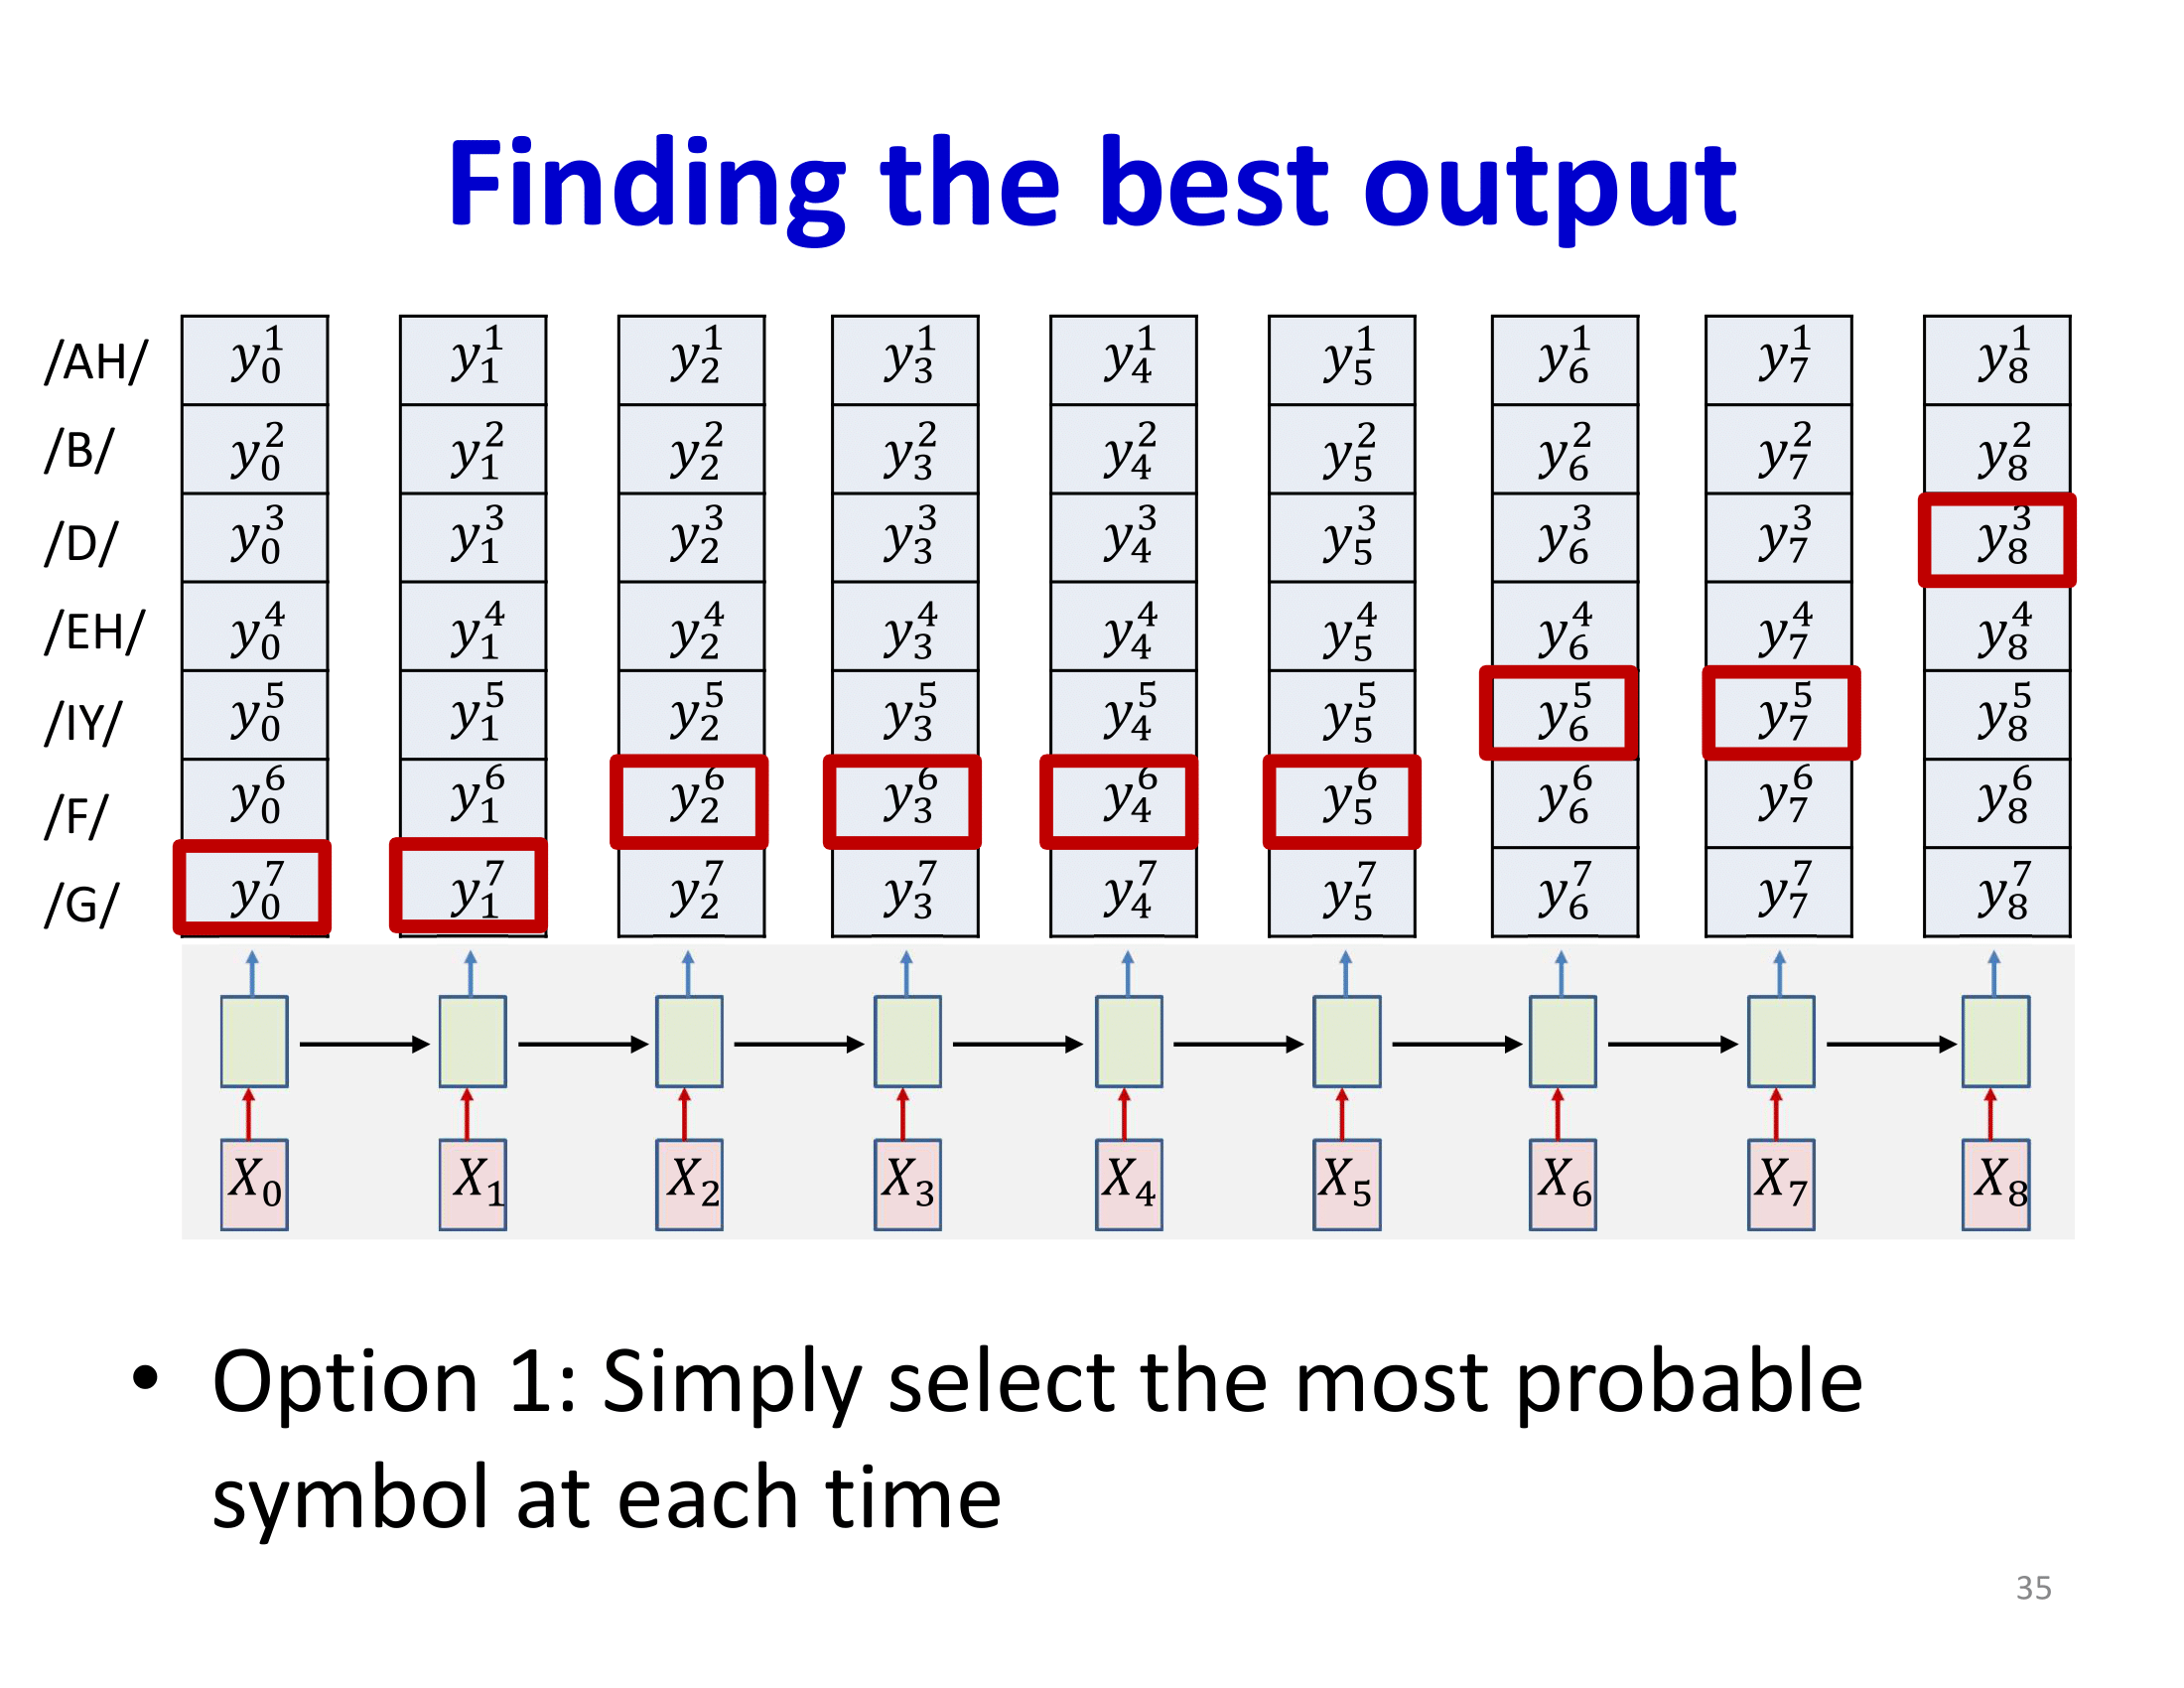 Finding the best output
/AH/ y_0^1 y_1^1 y_2^1 y_3^1 y_4^1 y_5^1 y_6^1 y_7^1 y_8^1
/B/ y_0^2 y_1^2 y_2^2 y_3^2 y_4^2 y_5^2 y_6^2 y_7^2 y_8^2
/D/ y_0^3 y_1^3 y_2^3 y_3^3 y_4^3 y_5^3 y_6^3 y_7^3 y_8^3
/EH/ y_0^4 y_1^4 y_2^4 y_3^4 y_4^4 y_5^4 y_6^4 y_7^4 y_8^4
/IY/ y_0^5 y_1^5 y_2^5 y_3^5 y_4^5 y_5^5 y_6^5 y_7^5 y_8^5
/F/ y_0^6 y_1^6 y_2^6 y_3^6 y_4^6 y_5^6 y_6^6 y_7^6 y_8^6
/G/ y_0^7 y_1^7 y_2^7 y_3^7 y_4^7 y_5^7 y_6^7 y_7^7 y_8^7
X_0 X_1 X_2 X_3 X_4 X_5 X_6 X_7 X_8
• Option 1: Simply select the most probable
symbol at each time
35